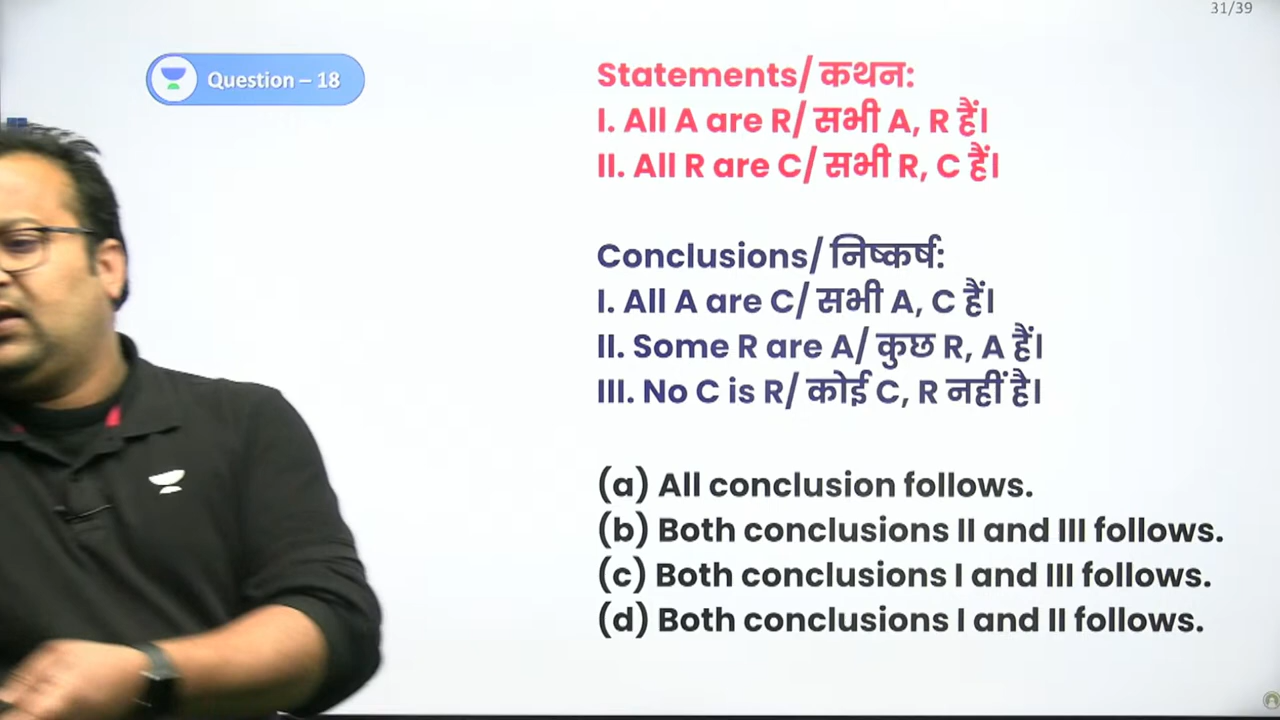 31/39
Question – 18
Statements/ कथन:
I. All A are R/ सभी A, R हैं।
II. All R are C/ सभी R, C हैं।
Conclusions/ निष्कर्ष:
I. All A are C/ सभी A, C हैं।
II. Some R are A/ कुछ R, A हैं।
III. No C is R/ कोई C, R नहीं है।
(a) All conclusion follows.
(b) Both conclusions II and III follows.
(c) Both conclusions I and III follows.
(d) Both conclusions I and II follows.